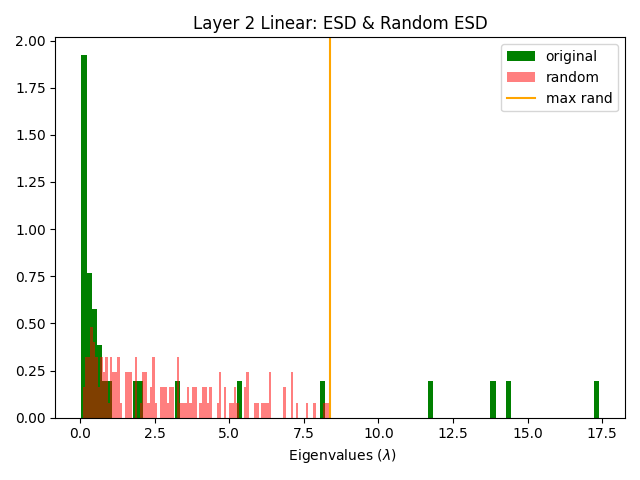 Layer 2 Linear: ESD & Random ESD
2.00
1.75
1.50
1.25
1.00
0.75
0.50
0.25
0.00
original
random
max rand
0.0 2.5 5.0 7.5 10.0 12.5 15.0 17.5
Eigenvalues (λ)